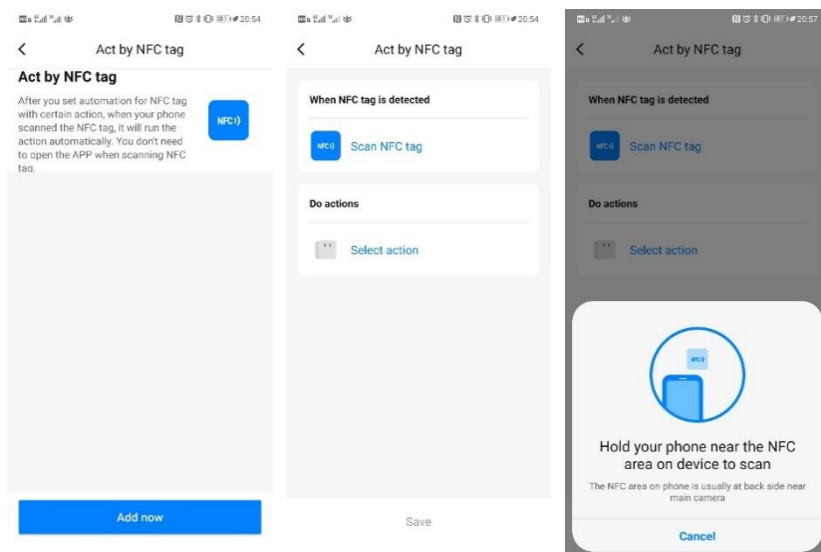 20:54
Act by NFC tag
Act by NFC tag
After you set automation for NFC tag
with certain action, when your phone
scanned the NFC tag, it will run the
action automatically. You don't need
to open the APP when scanning NFC
tag.
NFC
Add now
20:54
Act by NFC tag
When NFC tag is detected
NFC
Scan NFC tag
Do actions
Select action
Save
20:57
Act by NFC tag
When NFC tag is detected
NFC
Scan NFC tag
Do actions
Select action
NFC
Hold your phone near the NFC
area on device to scan
The NFC area on phone is usually at back side near
main camera
Cancel